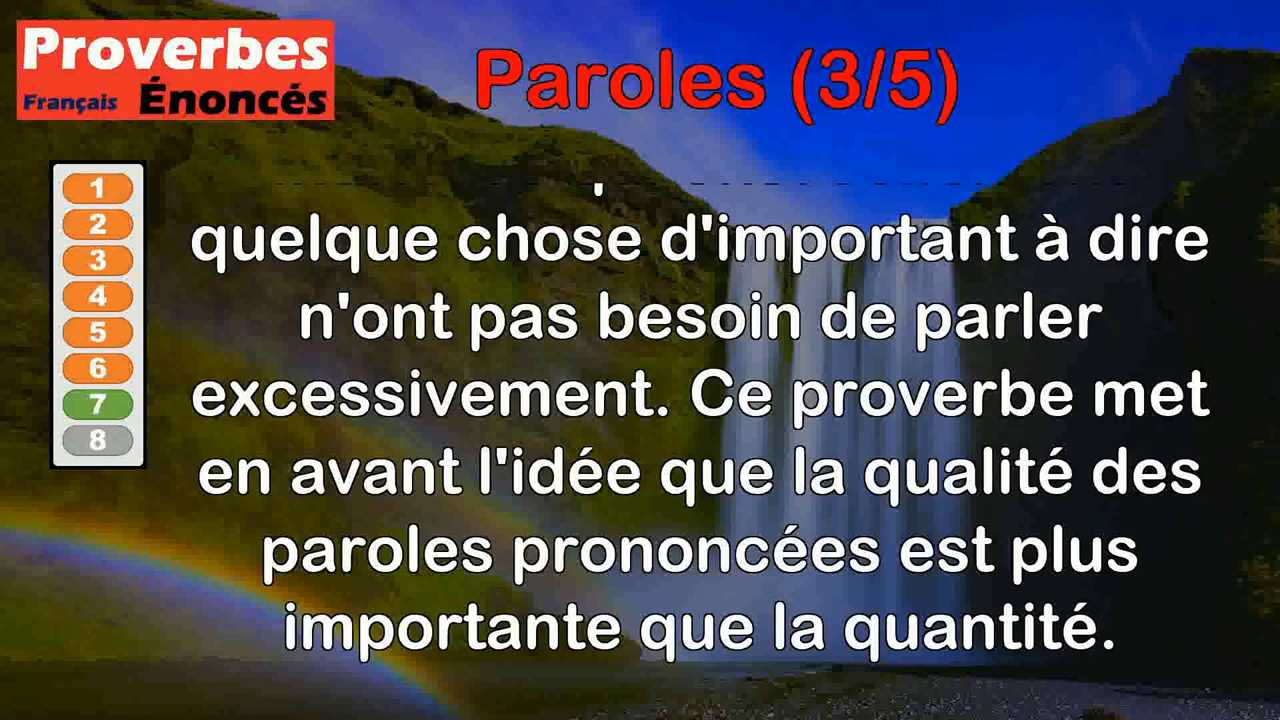 Proverbes
Français Énoncés
Paroles (3/5)
1
2
3
4
5
6
7
8
quelque chose d'important à dire
n'ont pas besoin de parler
excessivement. Ce proverbe met
en avant l'idée que la qualité des
paroles prononcées est plus
importante que la quantité.